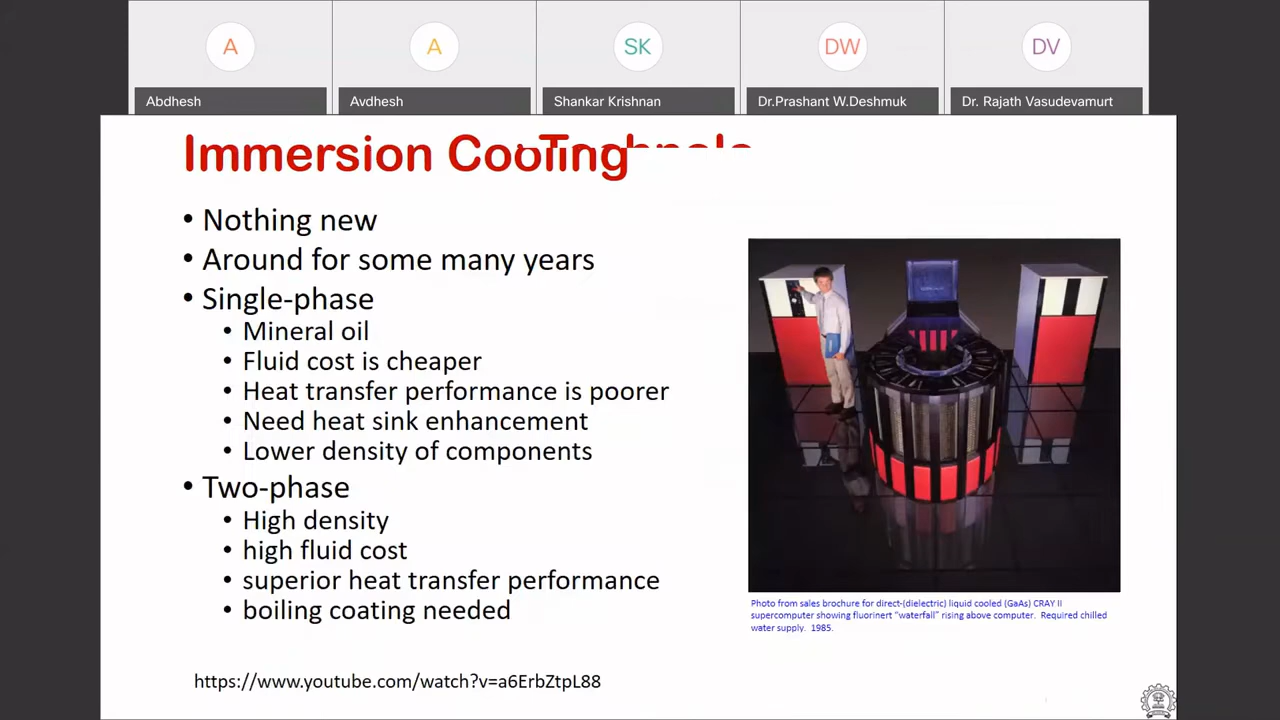 A
A
SK
DW
DV
Abdhesh
Avdhesh
Shankar Krishnan
Dr.Prashant W.Deshmuk
Dr. Rajath Vasudevamurt
Immersion Cooling
• Nothing new
• Around for some many years
• Single-phase
• Mineral oil
• Fluid cost is cheaper
• Heat transfer performance is poorer
• Need heat sink enhancement
• Lower density of components
• Two-phase
• High density
• high fluid cost
• superior heat transfer performance
• boiling coating needed
Photo from sales brochure for direct-(dielectric) liquid cooled (GaAs) CRAY II
supercomputer showing fluorinert "waterfall" rising above computer. Required chilled
water supply. 1985.
https://www.youtube.com/watch?v=a6ErbZtpL88